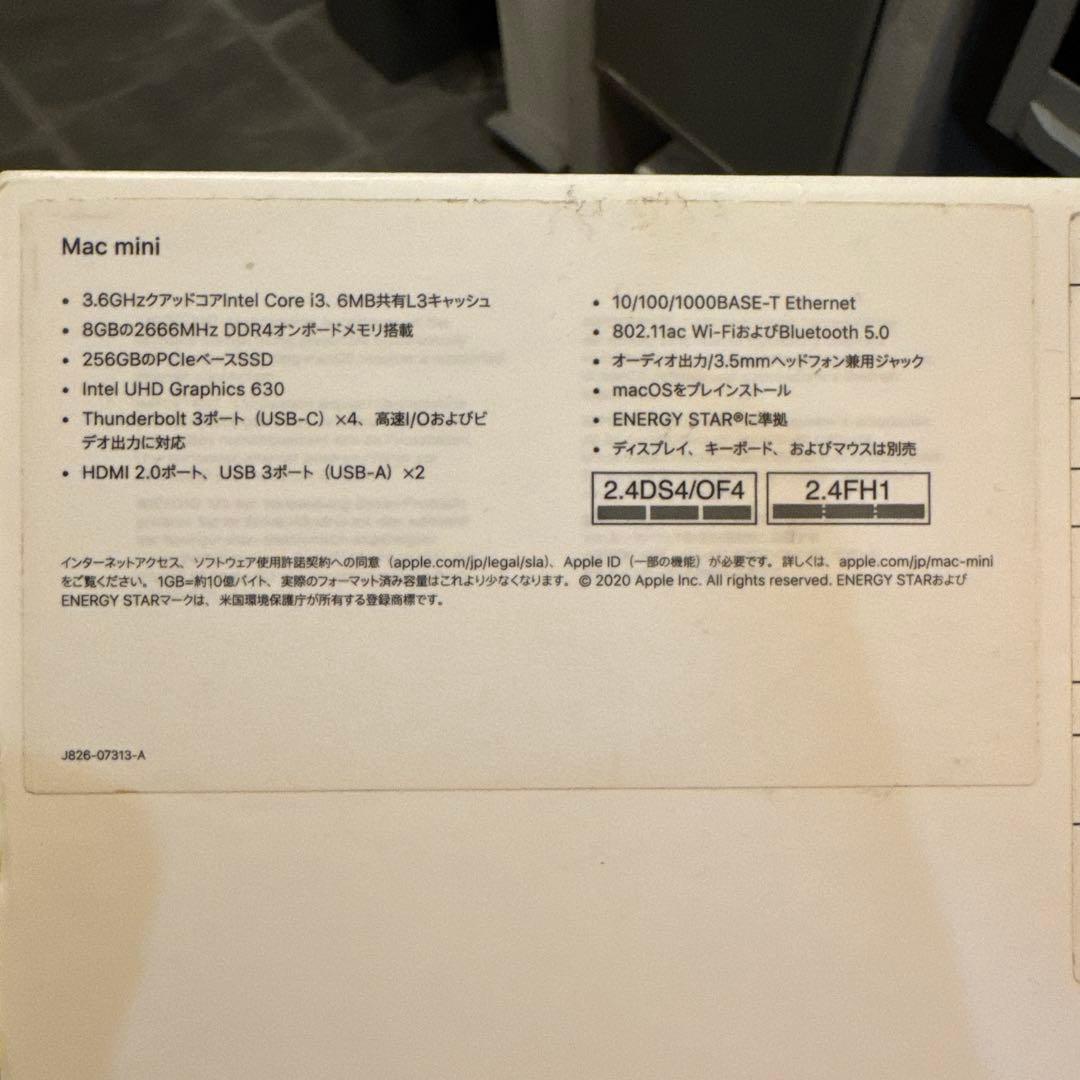 Mac mini
• 3.6GHzクアッドコアIntel Core i3、6MB共有L3キャッシュ
• 8GBの2666MHz DDR4オンボードメモリ搭載
• 256GBのPCIeベースSSD
• Intel UHD Graphics 630
• Thunderbolt 3ポート（USB-C）×4、高速I/Oおよびビ
デオ出力に対応
• HDMI 2.0ポート、USB 3ポート（USB-A）×2
• 10/100/1000BASE-T Ethernet
• 802.11ac Wi-FiおよびBluetooth 5.0
• オーディオ出力/3.5mmヘッドフォン兼用ジャック
• macOSをプレインストール
• ENERGY STAR®に準拠
• ディスプレイ、キーボード、およびマウスは別売
2.4DS4/OF4
2.4FH1
インターネットアクセス、ソフトウェア使用許諾契約への同意（apple.com/jp/legal/sla）、Apple ID（一部の機能）が必要です。詳しくは、apple.com/jp/mac-mini
をご覧ください。1GB=約10億バイト、実際のフォーマット済み容量はこれより少なくなります。© 2020 Apple Inc. All rights reserved. ENERGY STARおよび
ENERGY STARマークは、米国環境保護庁が所有する登録商標です。
J826-07313-A